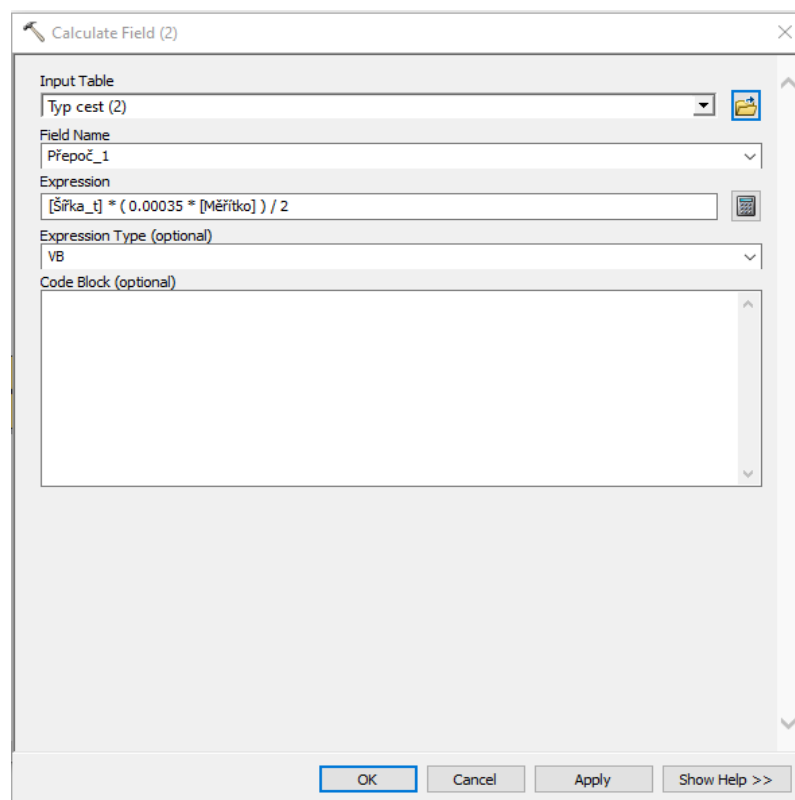 Calculate Field (2)
Input Table
Typ cest (2)
Field Name
Přepoč_1
Expression
[Šířka_t] * ( 0.00035 * [Měřítko] ) / 2
Expression Type (optional)
VB
Code Block (optional)
OK Cancel Apply Show Help >>